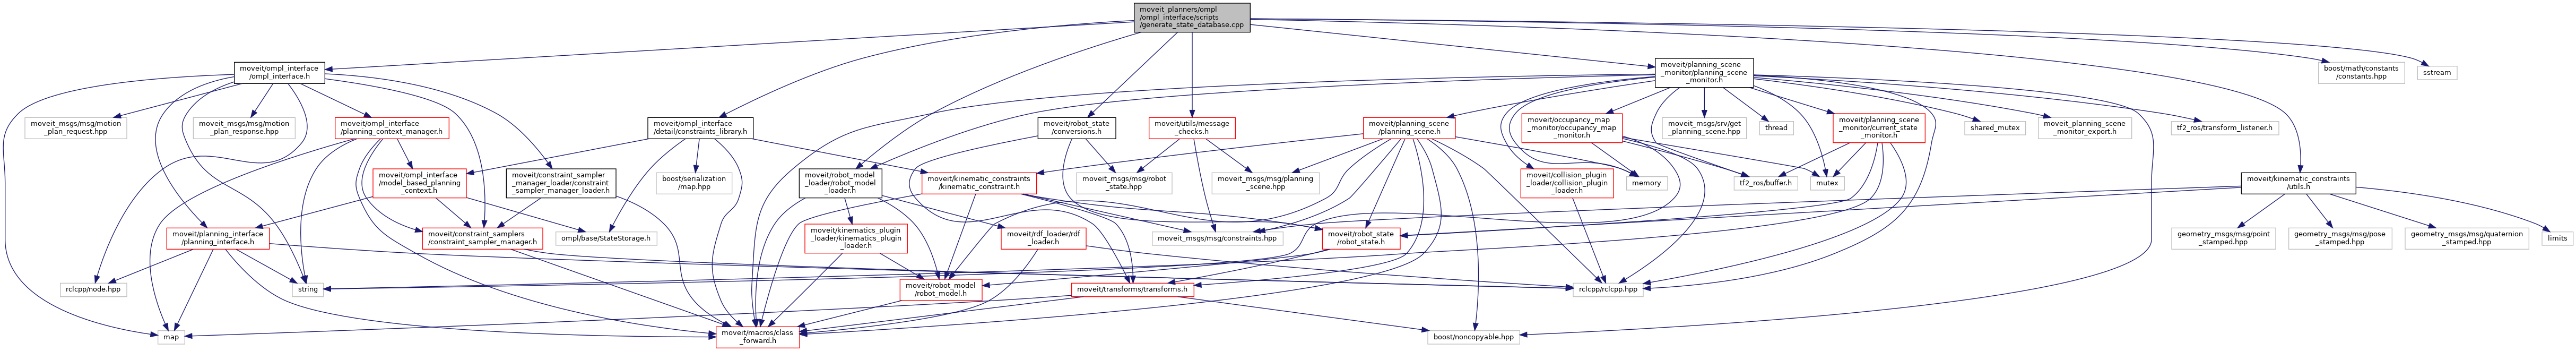 moveit_planners/ompl
/ompl_interface/scripts
/generate_state_database.cpp
moveit/ompl_interface
/ompl_interface.h
moveit/planning_scene
_monitor/planning_scene
_monitor.h
boost/math/constants
/constants.hpp
sstream
moveit_msgs/msg/motion
_plan_request.hpp
moveit_msgs/msg/motion
_plan_response.hpp
moveit/ompl_interface
/planning_context_manager.h
moveit/ompl_interface
/detail/constraints_library.h
moveit/robot_state
/conversions.h
moveit/utils/message
_checks.h
moveit/planning_scene
/planning_scene.h
moveit/occupancy_map
_monitor/occupancy_map
_monitor.h
moveit_msgs/srv/get
_planning_scene.hpp
thread
moveit/planning_scene
_monitor/current_state
_monitor.h
shared_mutex
moveit_planning_scene
_monitor_export.h
tf2_ros/transform_listener.h
moveit/ompl_interface
/model_based_planning
_context.h
moveit/constraint_sampler
_manager_loader/constraint
_sampler_manager_loader.h
boost/serialization
/map.hpp
moveit/robot_model
_loader/robot_model
_loader.h
moveit/kinematic_constraints
/kinematic_constraint.h
moveit_msgs/msg/robot
_state.hpp
moveit_msgs/msg/planning
_scene.hpp
moveit/collision_plugin
_loader/collision_plugin
_loader.h
memory
tf2_ros/buffer.h
mutex
moveit/kinematic_constraints
/utils.h
moveit/planning_interface
/planning_interface.h
moveit/constraint_samplers
/constraint_sampler_manager.h
ompl/base/StateStorage.h
moveit/kinematics_plugin
_loader/kinematics_plugin
_loader.h
moveit/rdf_loader/rdf
_loader.h
moveit_msgs/msg/constraints.hpp
moveit/robot_state
/robot_state.h
geometry_msgs/msg/point
_stamped.hpp
geometry_msgs/msg/pose
_stamped.hpp
geometry_msgs/msg/quaternion
_stamped.hpp
limits
rclcpp/node.hpp
string
moveit/robot_model
/robot_model.h
moveit/transforms/transforms.h
rclcpp/rclcpp.hpp
map
moveit/macros/class
_forward.h
boost/noncopyable.hpp